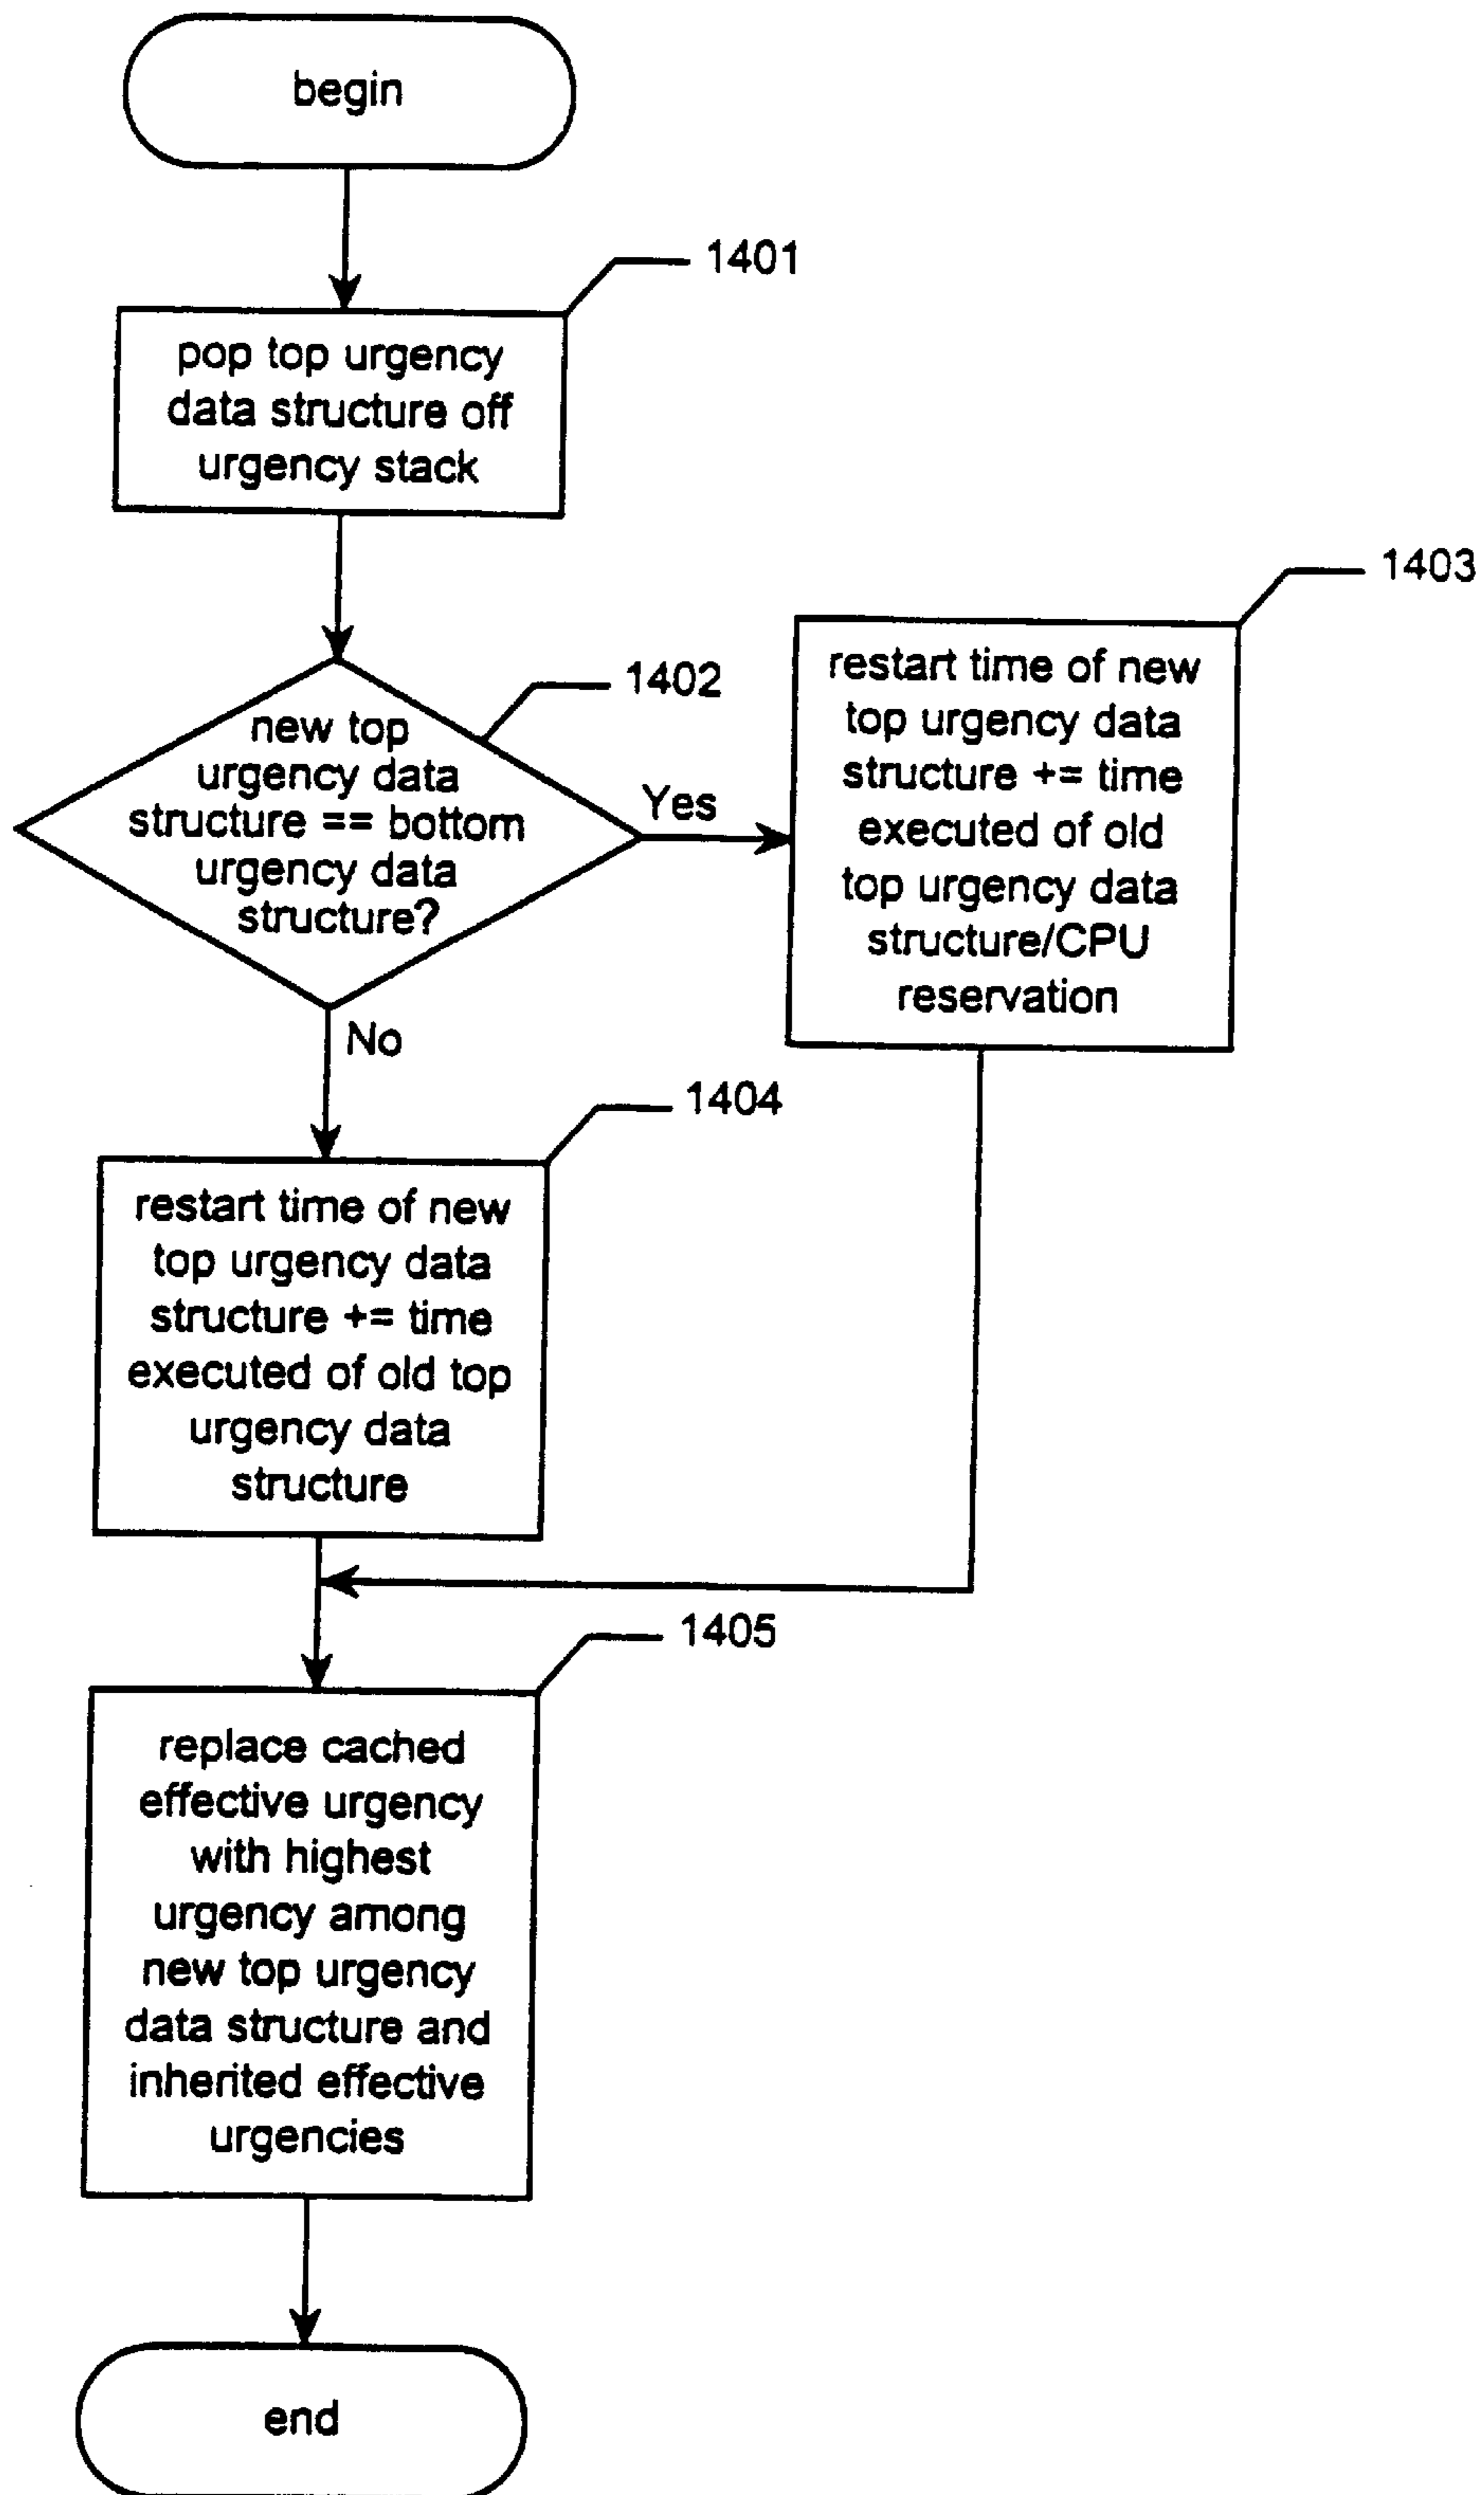 begin
1401
pop top urgency
data structure off
urgency stack
1402
new top
urgency data
structure == bottom
urgency data
structure?
Yes
No
1403
restart time of new
top urgency data
structure += time
executed of old
top urgency data
structure/CPU
reservation
1404
restart time of new
top urgency data
structure += time
executed of old top
urgency data
structure
1405
replace cached
effective urgency
with highest
urgency among
new top urgency
data structure and
inherited effective
urgencies
end